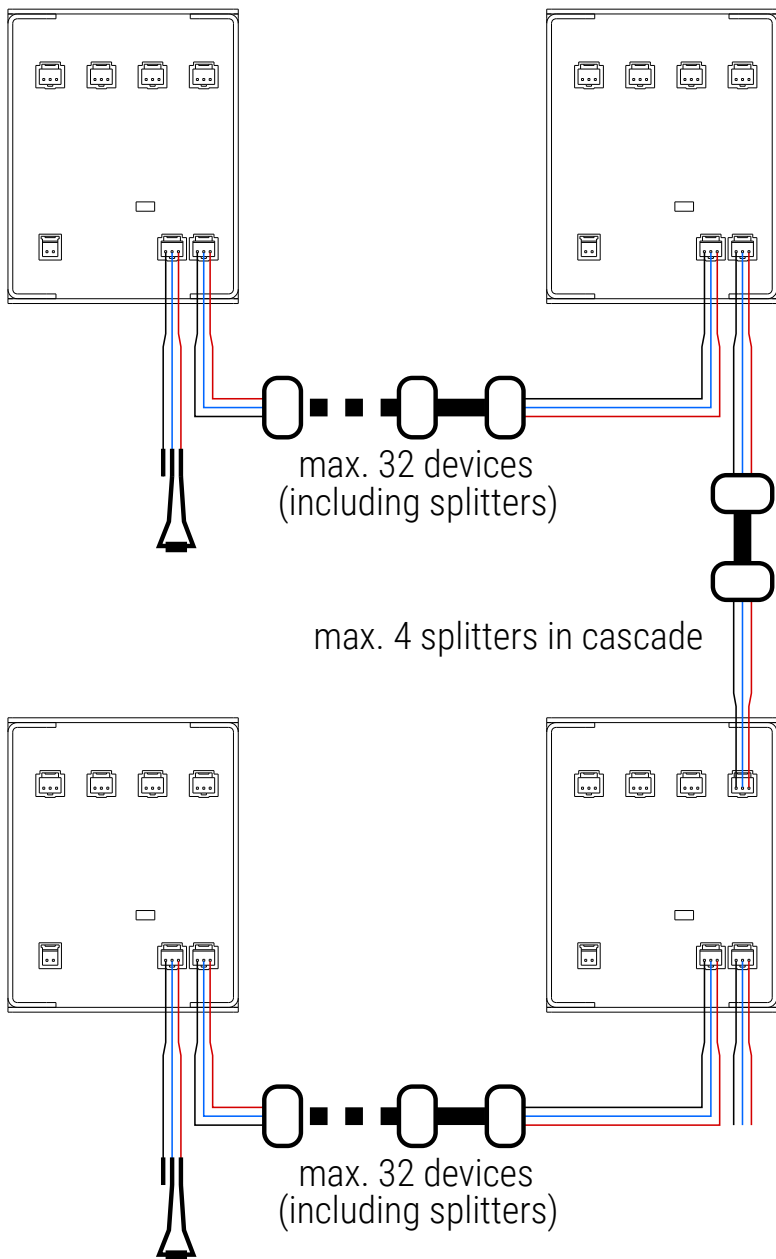 max. 32 devices
(including splitters)
max. 4 splitters in cascade
max. 32 devices
(including splitters)